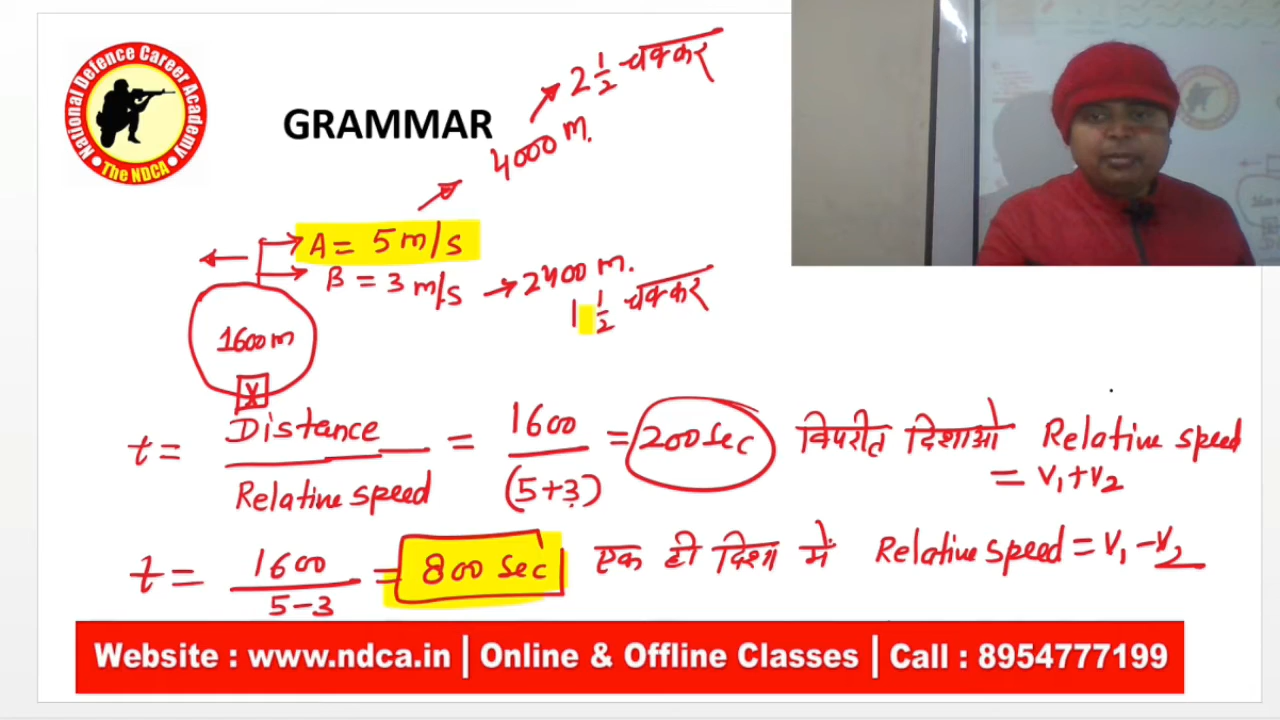 National Defence Career Academy
The NDCA
GRAMMAR
2 1/2 चक्कर
4000 m.
A = 5 m/s
B = 3 m/s → 2400 m.
1 1/2 चक्कर
1600 m
X
t = Distance / Relative speed = 1600 / (5+3) = 200 sec विपरीत दिशाओ Relative speed
= V1+V2
t = 1600 / 5-3 = 800 sec एक ही दिशा में Relative speed = V1-V2
Website : www.ndca.in | Online & Offline Classes | Call : 8954777199